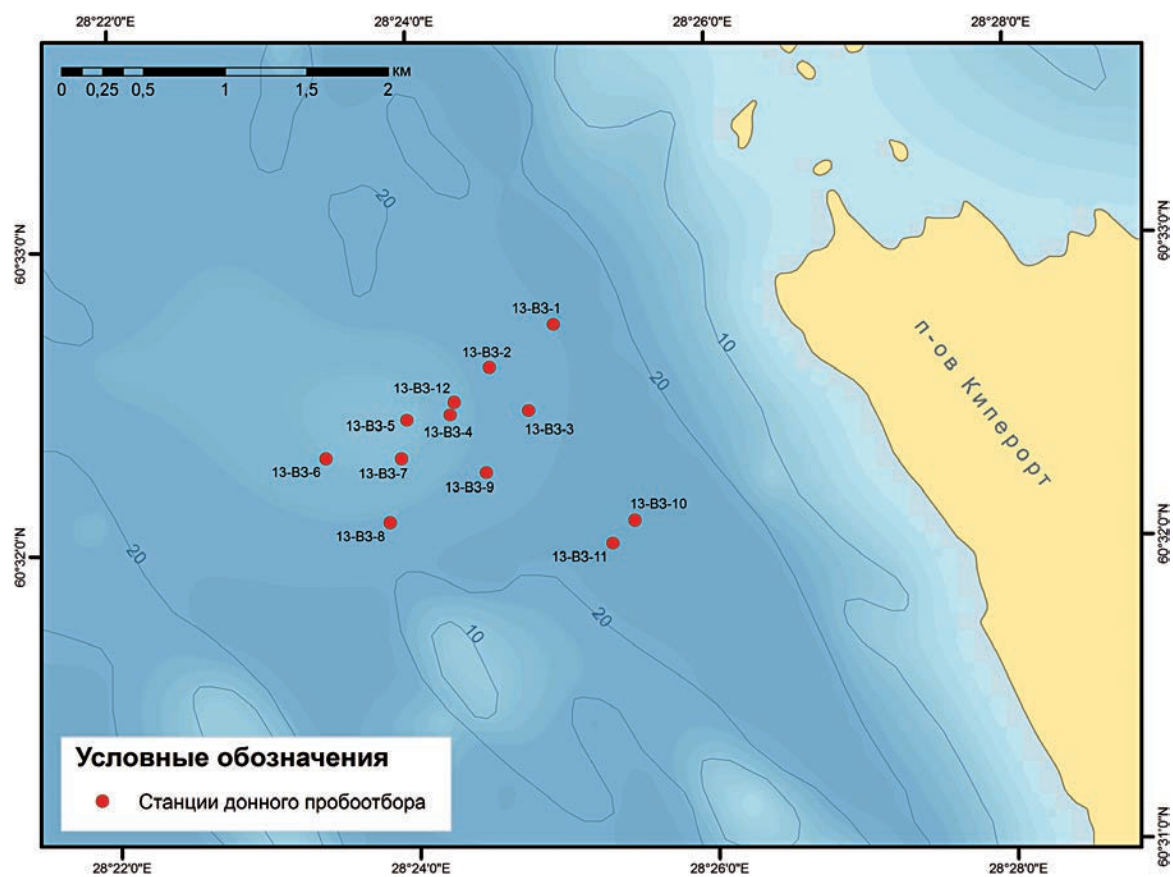 28°22'0"E
28°24'0"E
28°26'0"E
28°28'0"E
км
0
0,25
0,5
1
1,5
2
20
60°33'0"N
60°33'0"N
13-ВЗ-1
10
п-ов Киперорт
13-ВЗ-2
20
13-ВЗ-12
13-ВЗ-5
13-ВЗ-4
13-ВЗ-3
13-ВЗ-6
13-ВЗ-7
13-ВЗ-9
13-ВЗ-10
13-ВЗ-8
60°32'0"N
60°32'0"N
13-ВЗ-11
20
20
10
Условные обозначения
Станции донного пробоотбора
60°31'0"N
28°22'0"E
28°24'0"E
28°26'0"E
28°28'0"E